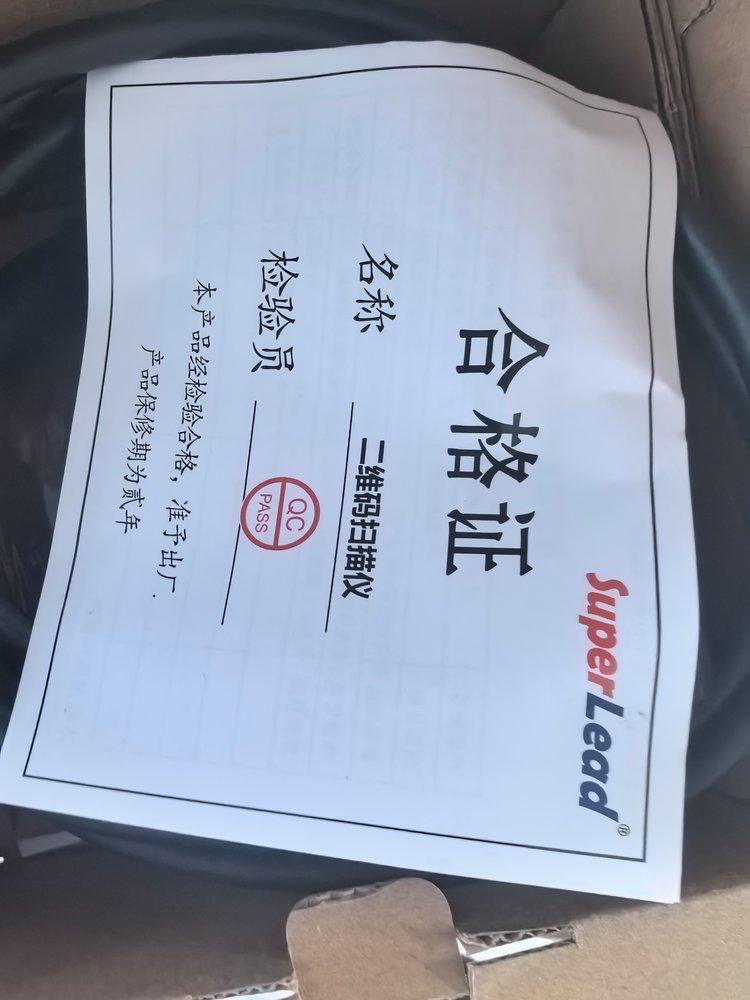 SuperLead®
合格证
名称 二维码扫描仪
检验员 QC PASS
本产品经检验合格，准予出厂.
产品保修期为贰年